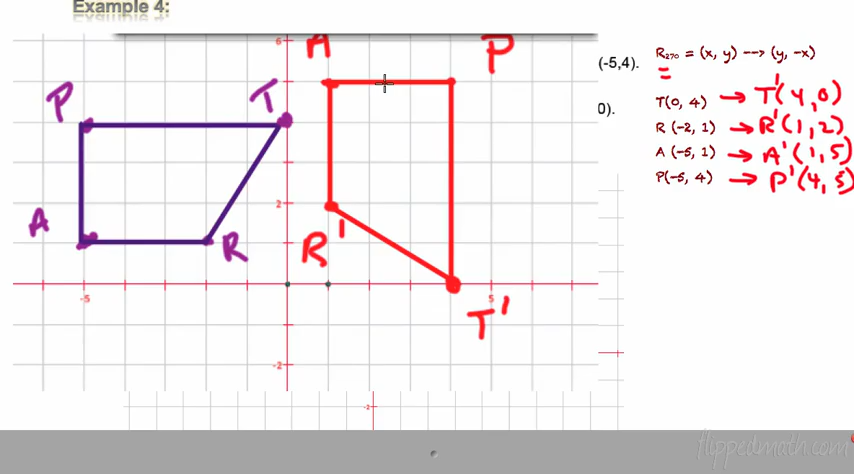 Example 4:
6
A
P
(-5,4).
R₂₇₀ = (x, y) --> (y, -x)
=
P
T
T(0, 4) → T'(4,0)
0).
R (-2, 1) → R'(1,2)
A (-5, 1) → A'(1,5)
P(-5, 4) → P'(4,5)
2
A
R
R'
-5
5
T'
-2
-2
flippedmath.com